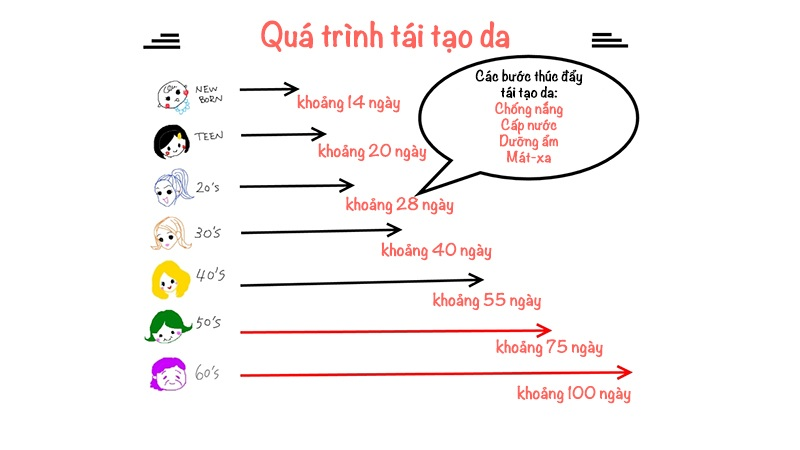 Quá trình tái tạo da
Các bước thúc đẩy
tái tạo da:
Chống nắng
Cấp nước
Dưỡng ẩm
Mát-xa
NEW
BORN
khoảng 14 ngày
TEEN
khoảng 20 ngày
20's
khoảng 28 ngày
30's
khoảng 40 ngày
40's
khoảng 55 ngày
50's
khoảng 75 ngày
60's
khoảng 100 ngày